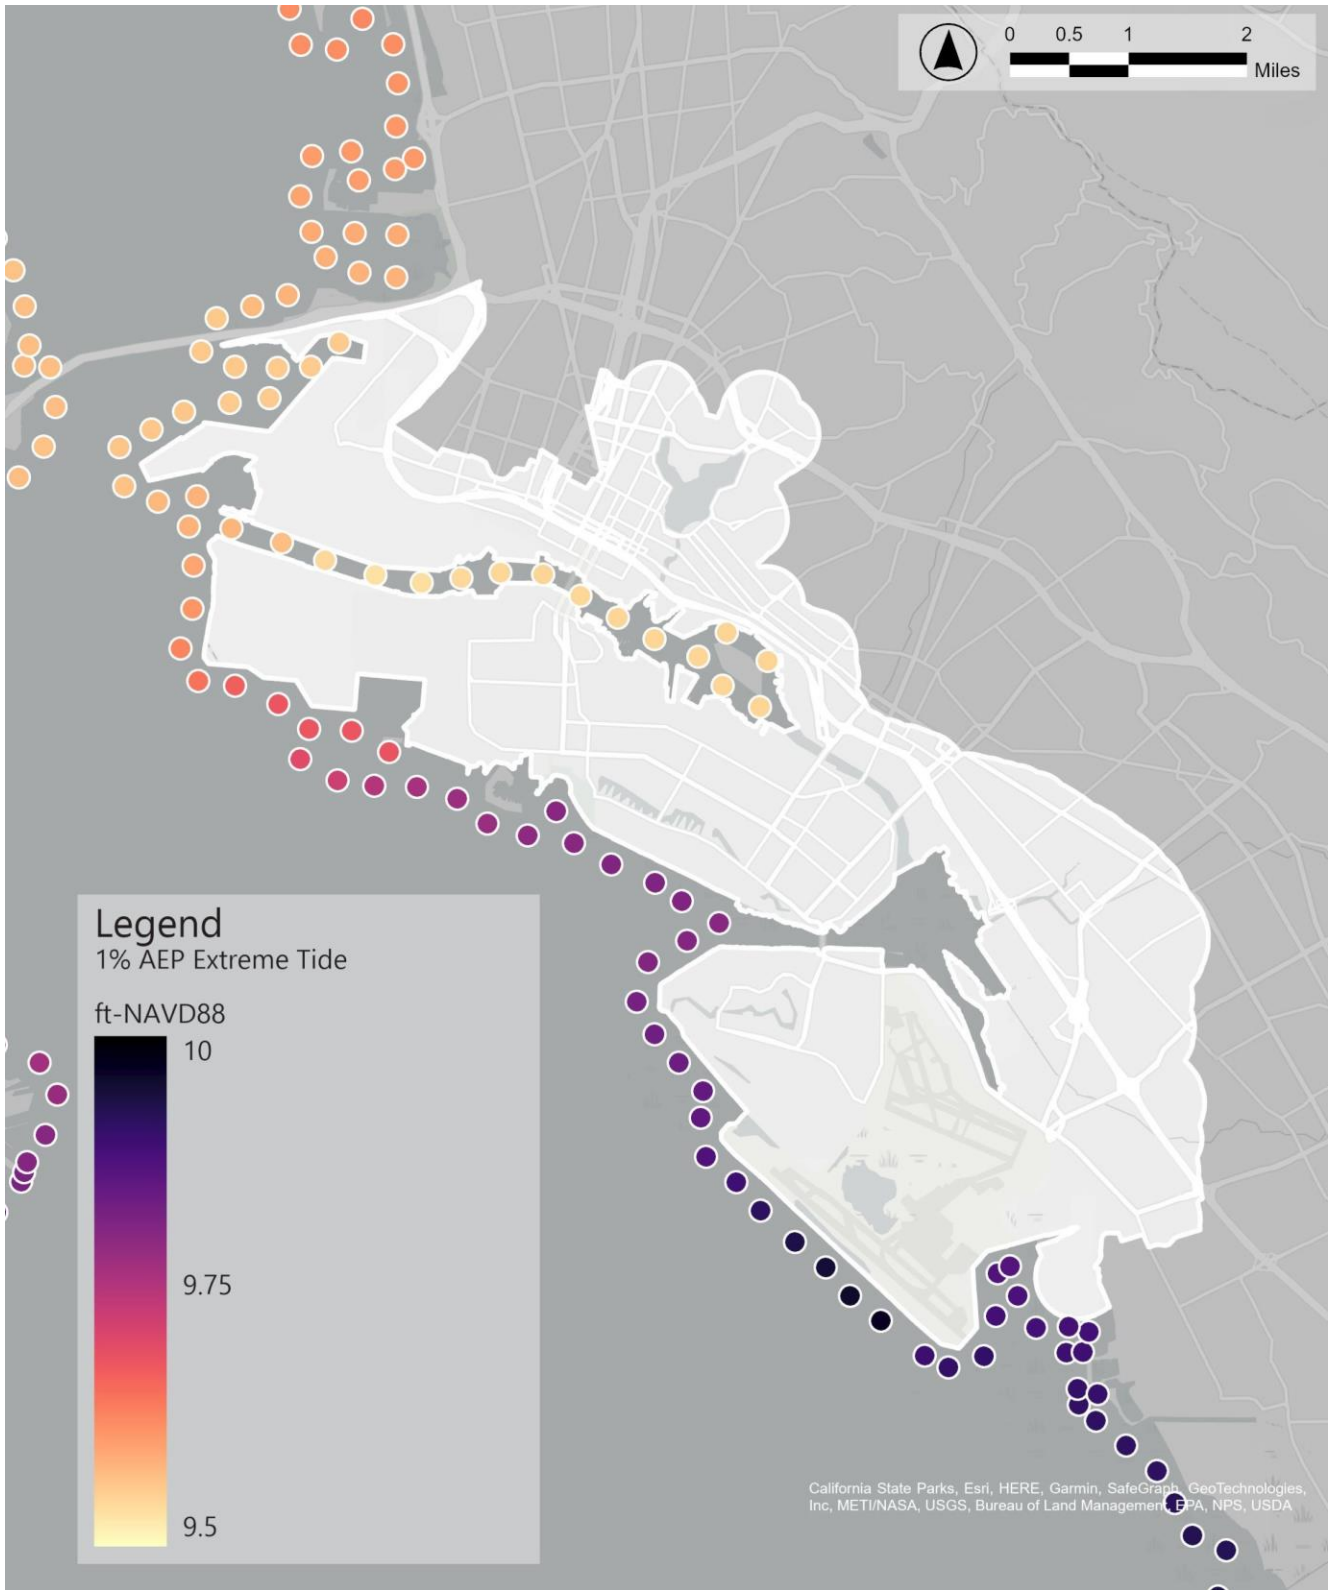 0 0.5 1 2
Miles
Legend
1% AEP Extreme Tide
ft-NAVD88
10
9.75
9.5
California State Parks, Esri, HERE, Garmin, SafeGraph, GeoTechnologies,
Inc, METI/NASA, USGS, Bureau of Land Management, EPA, NPS, USDA